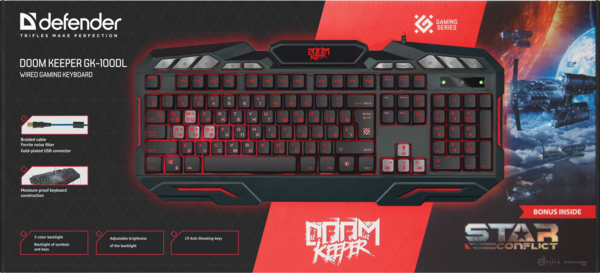 defender
TRIFLES MAKE PERFECTION
DOOM KEEPER GK-100DL
WIRED GAMING KEYBOARD
GAMING
SERIES
DOOM
KEEPER
Braided cable
Ferrite noise filter
Gold-plated USB connector
Moisture-proof keyboard
construction
3-color backlight
Backlight of symbols
and keys
Adjustable brightness
of the backlight
19 Anti-Ghosting keys
DOOM
KEEPER
BONUS INSIDE
STAR
CONFLICT